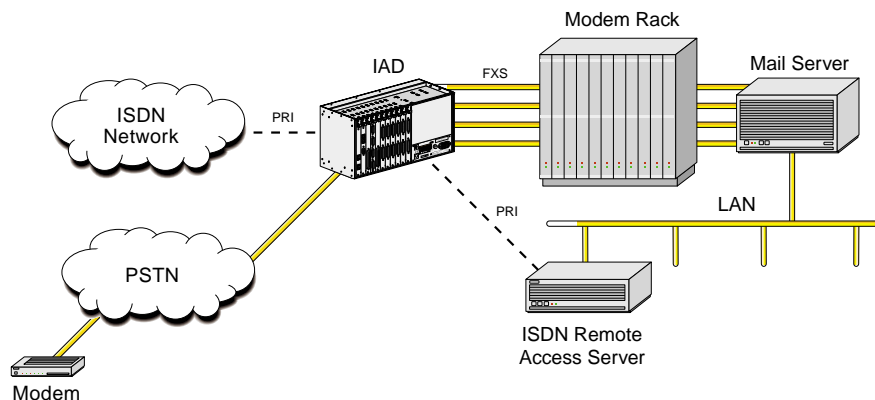 Modem Rack
Mail Server
IAD
FXS
ISDN
Network
PRI
LAN
PRI
PSTN
ISDN Remote
Access Server
Modem